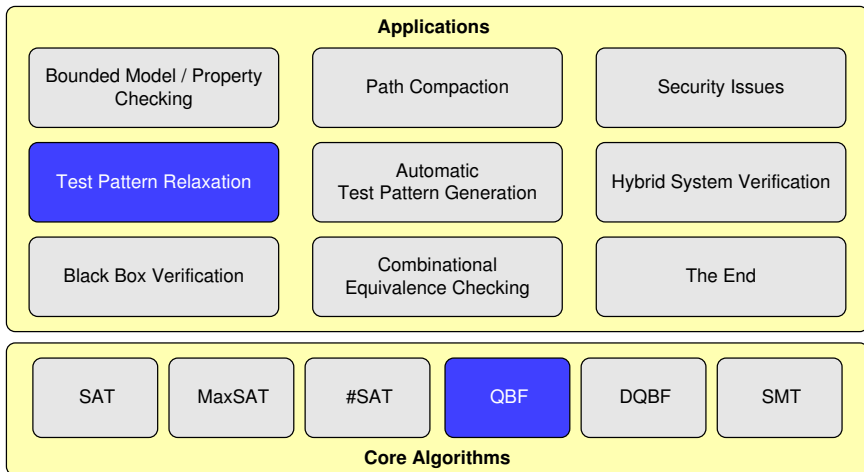 Applications
Bounded Model / Property
Checking
Path Compaction
Security Issues
Test Pattern Relaxation
Automatic
Test Pattern Generation
Hybrid System Verification
Black Box Verification
Combinational
Equivalence Checking
The End
SAT
MaxSAT
#SAT
QBF
DQBF
SMT
Core Algorithms